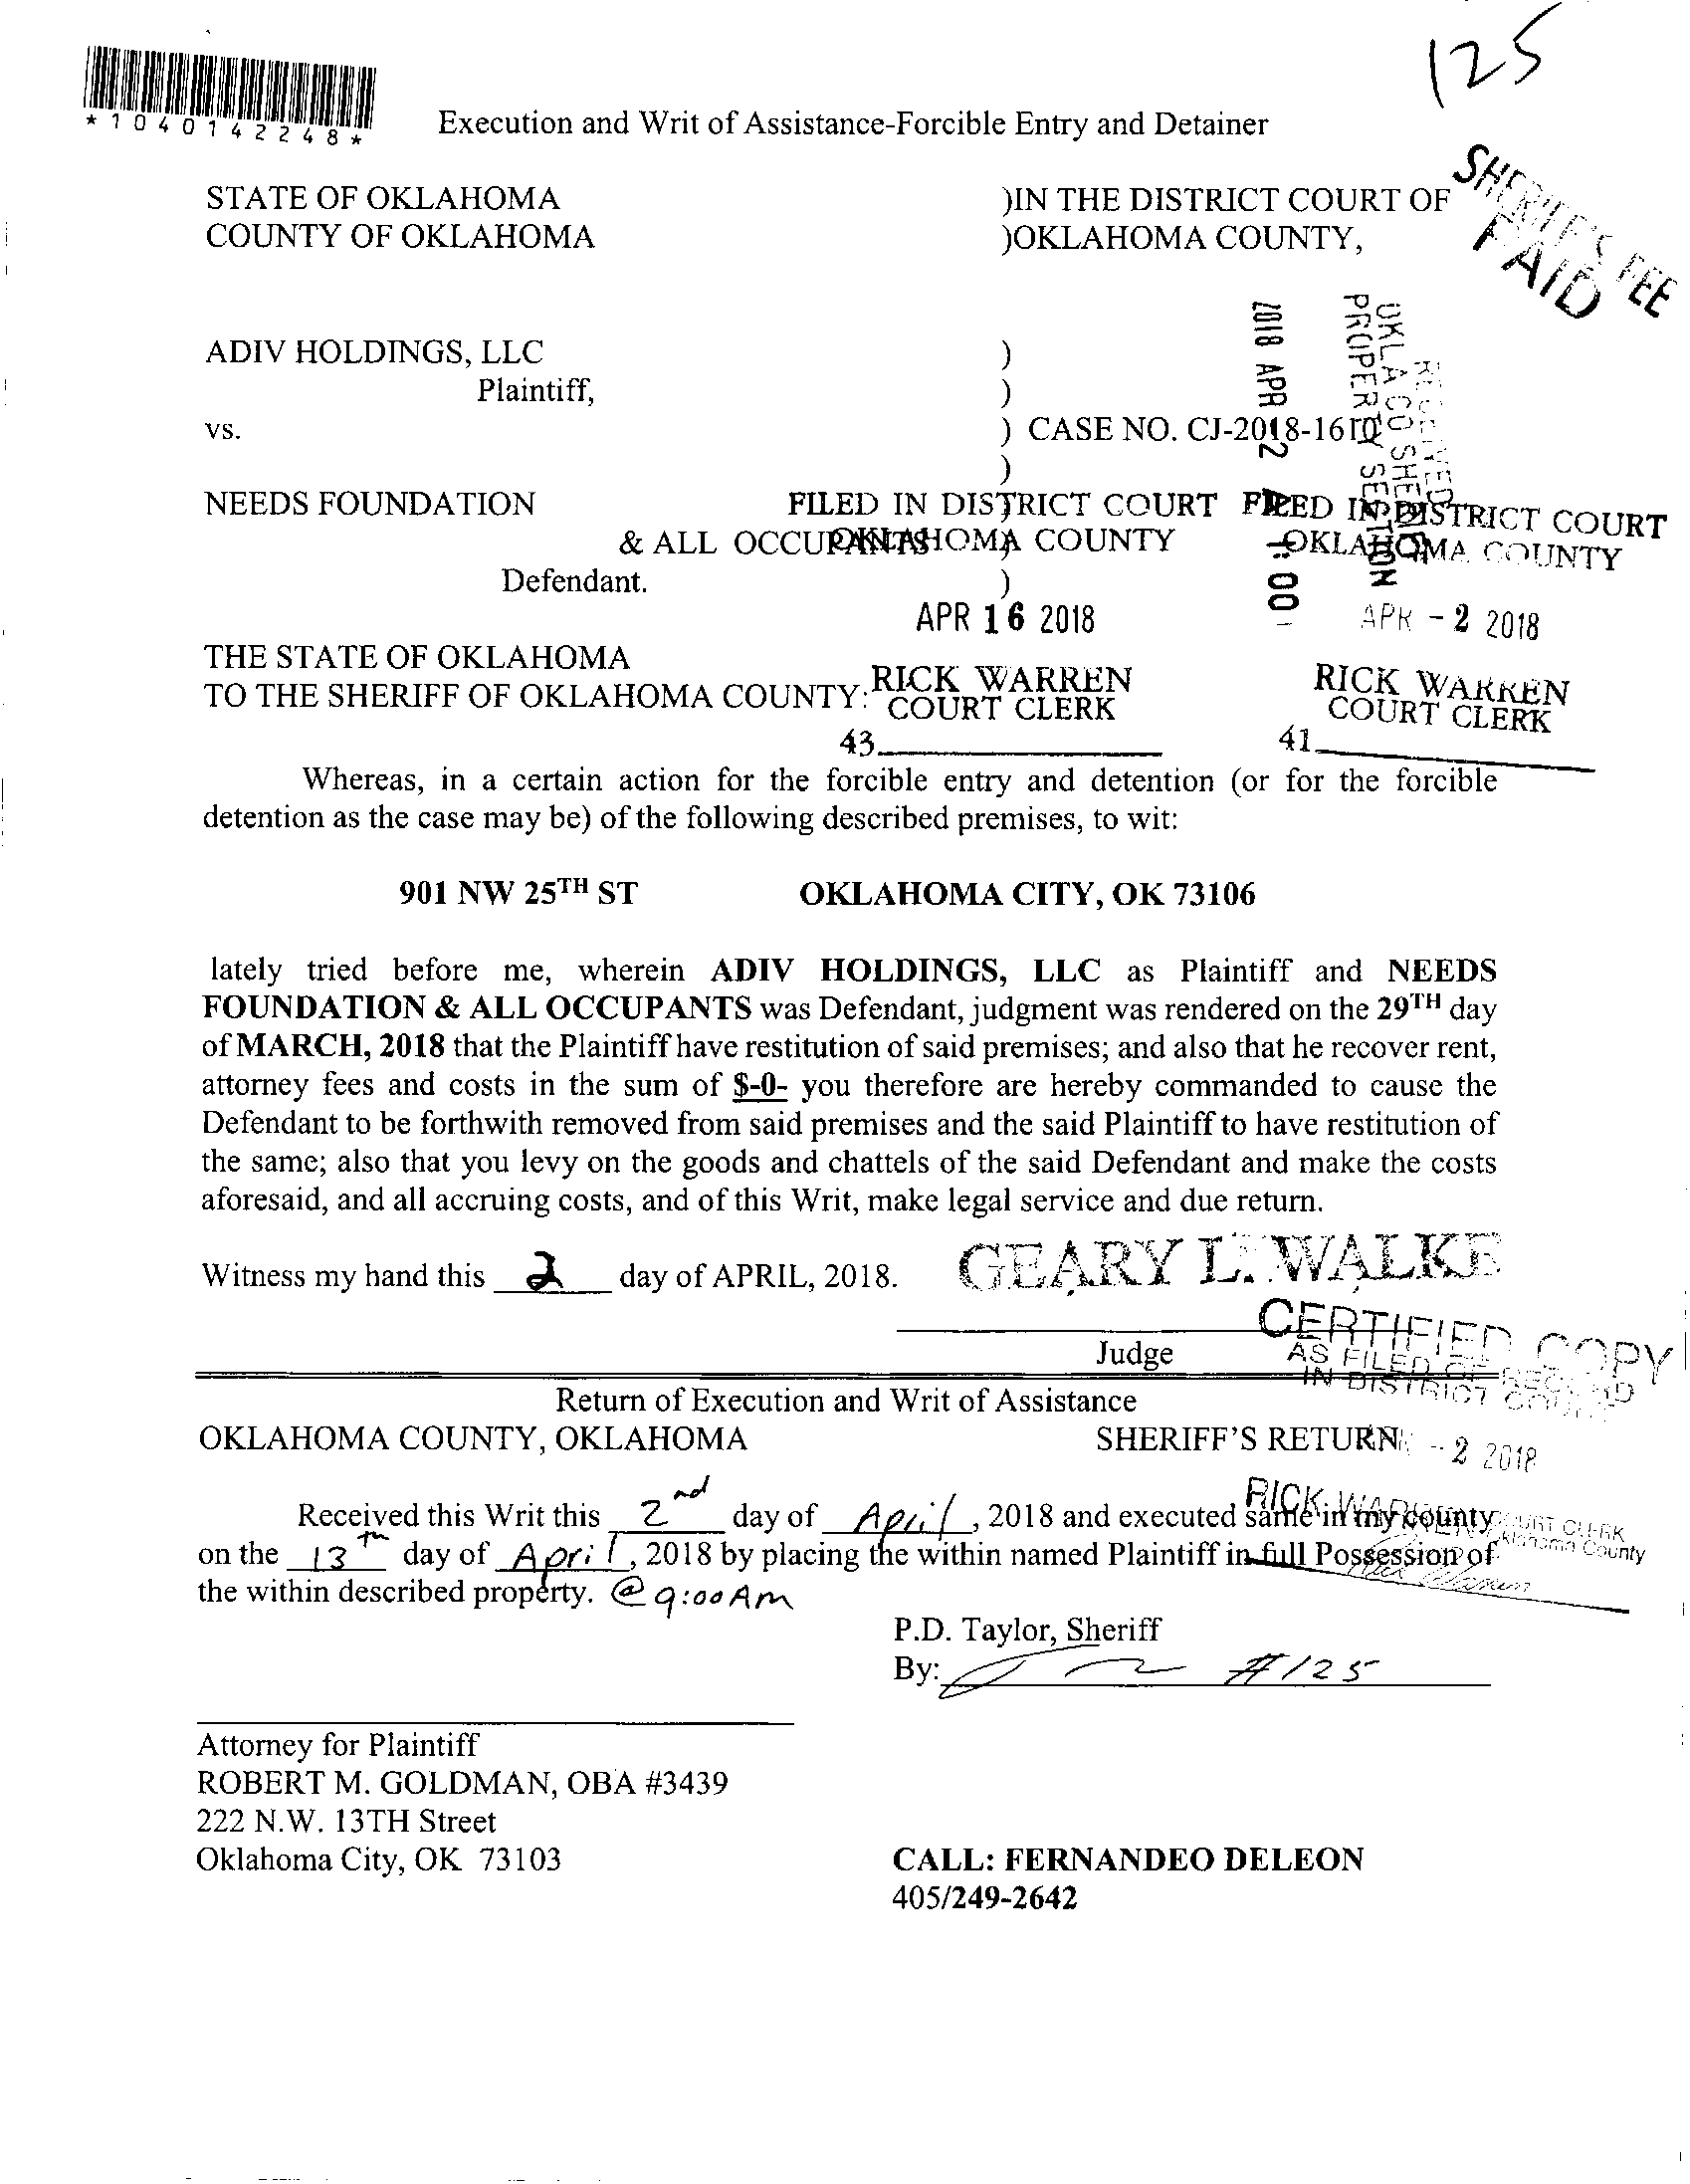 125
*1040142248*
Execution and Writ of Assistance-Forcible Entry and Detainer
SHERIFF'S FEE
PAID
STATE OF OKLAHOMA )IN THE DISTRICT COURT OF
COUNTY OF OKLAHOMA )OKLAHOMA COUNTY,
RECEIVED
OKLA CO SHERIFF
PROPERTY SECTION
2018 APR 2
ADIV HOLDINGS, LLC )
Plaintiff, )
vs. ) CASE NO. CJ-2018-16
)
NEEDS FOUNDATION )
& ALL OCCUPANTS )
Defendant. )
FILED IN DISTRICT COURT
OKLAHOMA COUNTY
APR 16 2018
RICK WARREN
COURT CLERK
43
FILED IN DISTRICT COURT
OKLAHOMA COUNTY
APR - 2 2018
RICK WARREN
COURT CLERK
41
THE STATE OF OKLAHOMA
TO THE SHERIFF OF OKLAHOMA COUNTY:
Whereas, in a certain action for the forcible entry and detention (or for the forcible
detention as the case may be) of the following described premises, to wit:
901 NW 25TH ST OKLAHOMA CITY, OK 73106
lately tried before me, wherein ADIV HOLDINGS, LLC as Plaintiff and NEEDS
FOUNDATION & ALL OCCUPANTS was Defendant, judgment was rendered on the 29TH day
of MARCH, 2018 that the Plaintiff have restitution of said premises; and also that he recover rent,
attorney fees and costs in the sum of $-0- you therefore are hereby commanded to cause the
Defendant to be forthwith removed from said premises and the said Plaintiff to have restitution of
the same; also that you levy on the goods and chattels of the said Defendant and make the costs
aforesaid, and all accruing costs, and of this Writ, make legal service and due return.
Witness my hand this 2 day of APRIL, 2018. GEARY L. WALKE
Judge
CERTIFIED COPY
AS FILED OF RECORD
IN DISTRICT COURT
Return of Execution and Writ of Assistance
OKLAHOMA COUNTY, OKLAHOMA SHERIFF'S RETURN
- 2 2018
RICK WARREN COURT CLERK
Oklahoma County
Received this Writ this 2nd day of April, 2018 and executed same in my county
on the 13th day of April, 2018 by placing the within named Plaintiff in full Possession of
the within described property. @ 9:00 Am
P.D. Taylor, Sheriff
By: #125
Attorney for Plaintiff
ROBERT M. GOLDMAN, OBA #3439
222 N.W. 13TH Street
Oklahoma City, OK 73103
CALL: FERNANDEO DELEON
405/249-2642